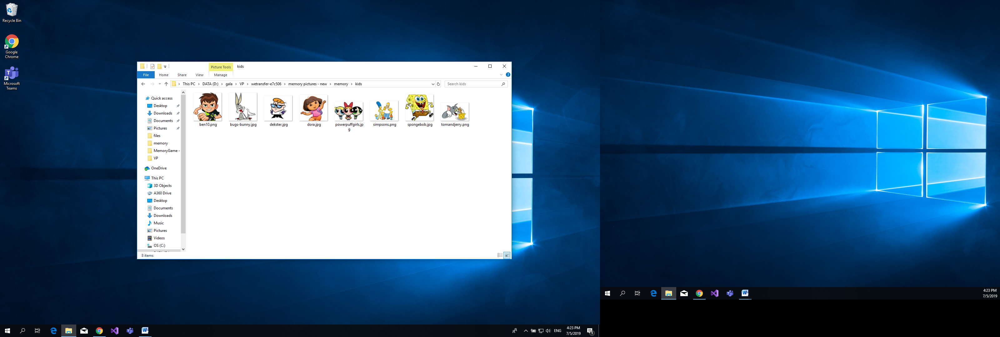 Recycle Bin
Google
Chrome
Microsoft
Teams
Picture Tools
kids
File
Home
Share
View
Manage
This PC
DATA (D:)
gala
VP
wetransfer-e7c506
memory pictures - new
memory
kids
Search kids
Quick access
Desktop
Downloads
Documents
Pictures
files
memory
MemoryGame -
VP
OneDrive
This PC
3D Objects
A360 Drive
Desktop
Documents
Downloads
Music
Pictures
Videos
OS (C:)
ben10.png
bugs-bunny.jpg
dekster.jpg
dora.jpg
powerpuffgirls.jp
g
simpsons.png
spongebob.jpg
tomandjerry.png
8 items
ENG
4:23 PM
7/5/2019
1
4:23 PM
7/5/2019